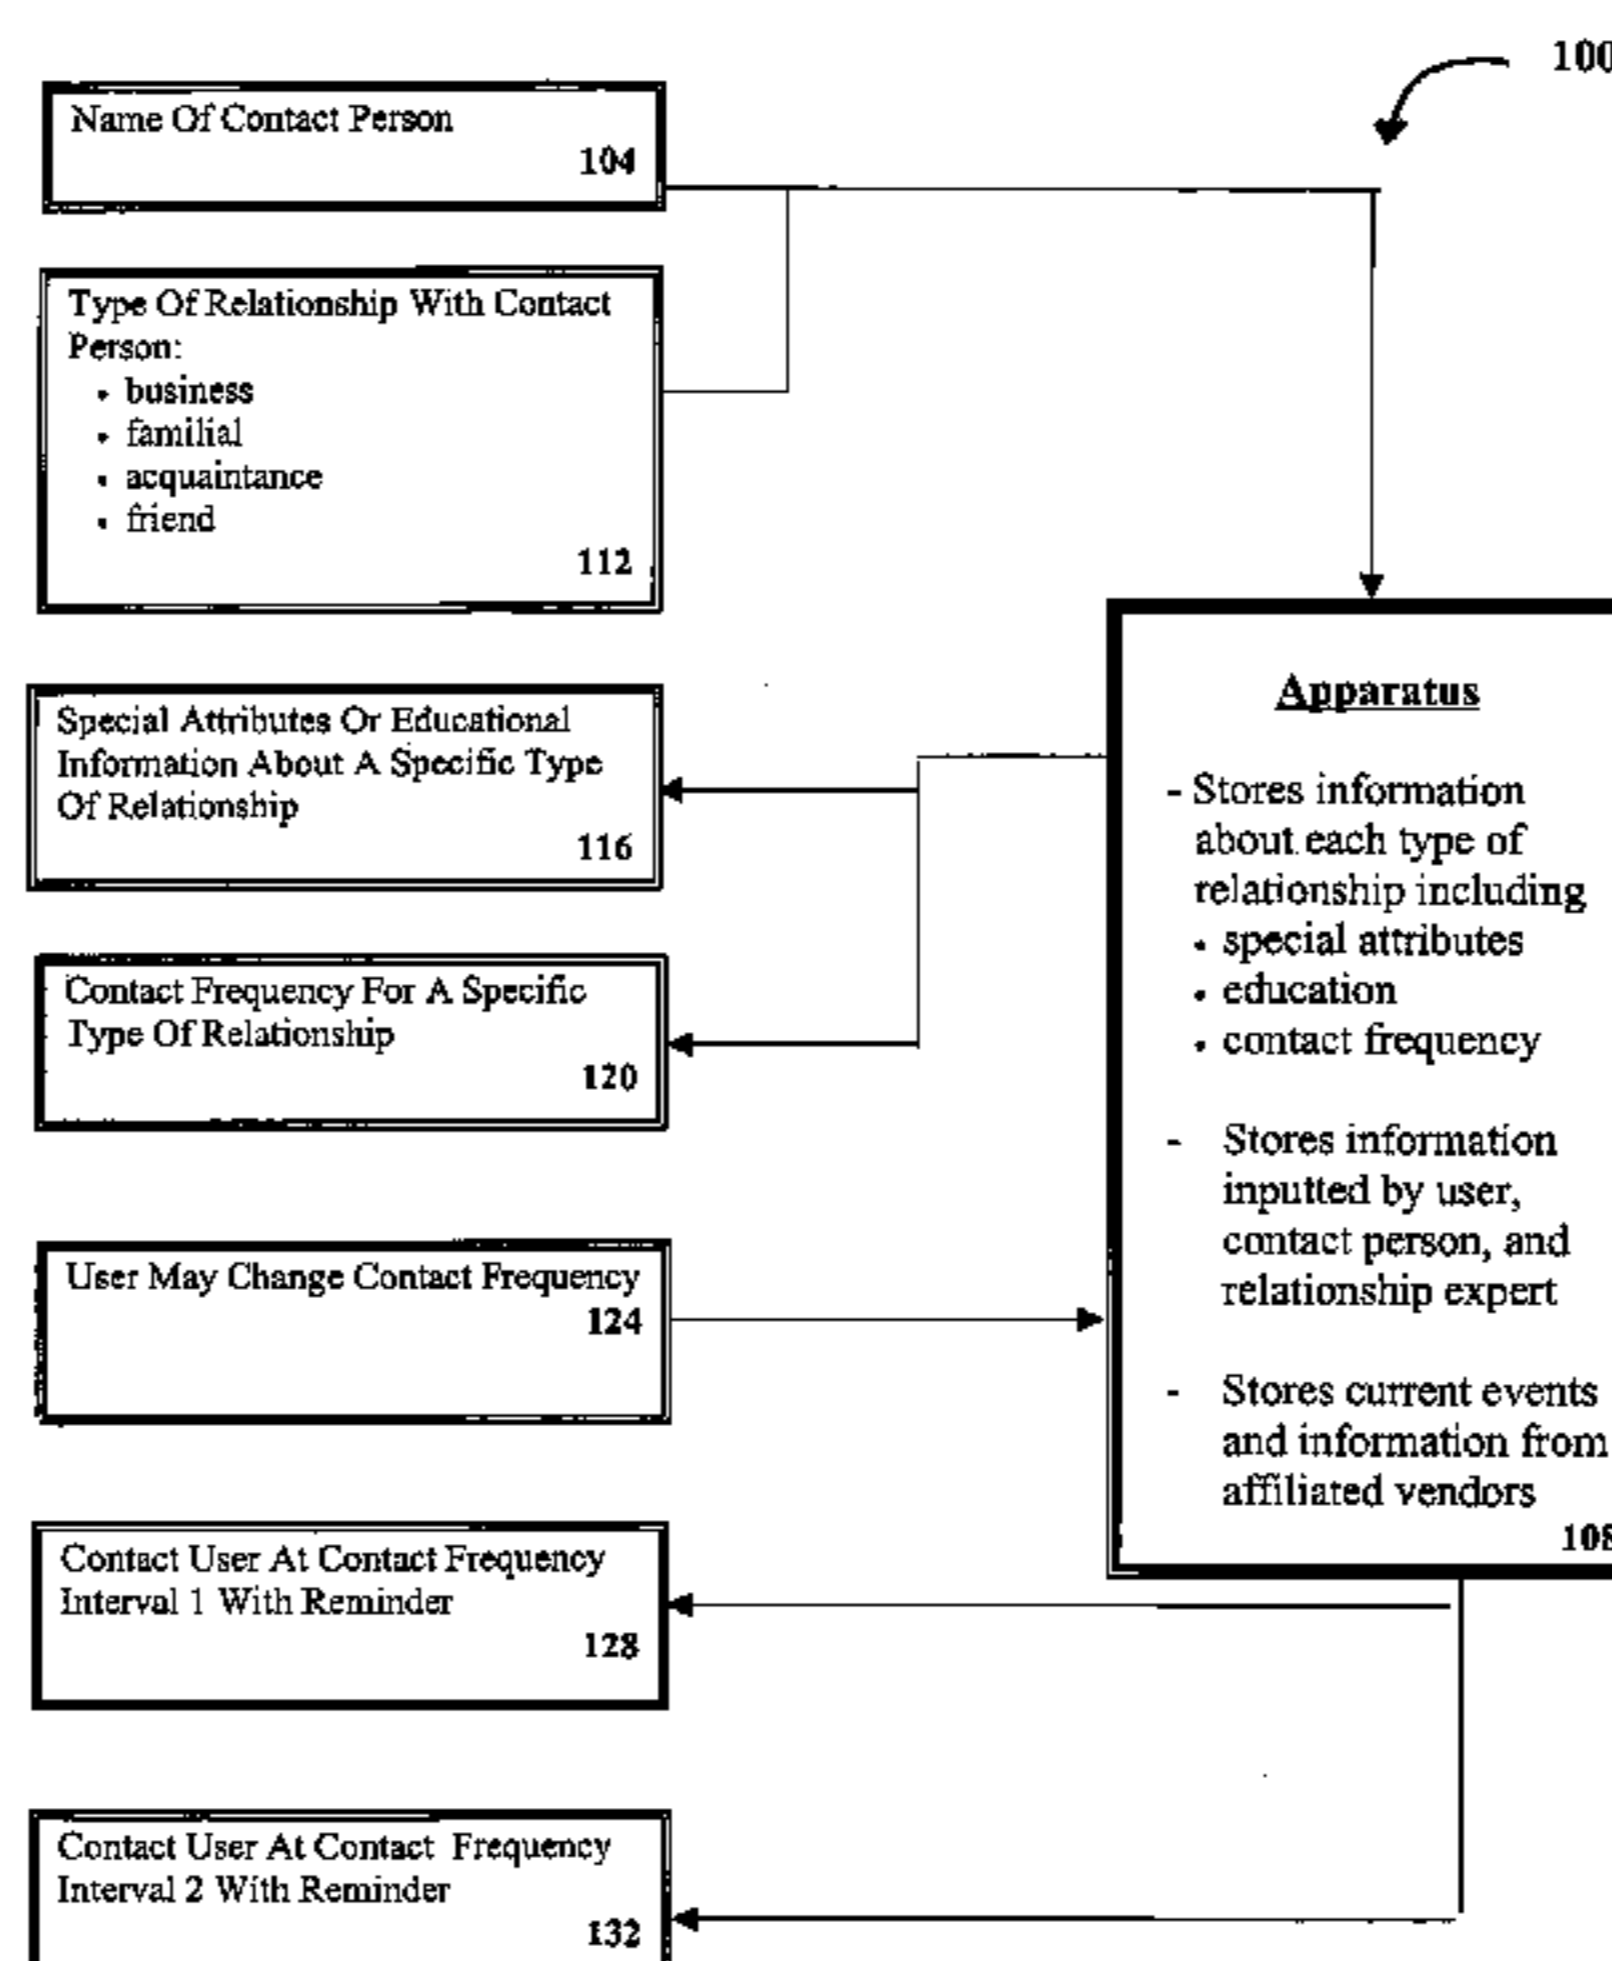 100
Name Of Contact Person
104
Type Of Relationship With Contact
Person:
• business
• familial
• acquaintance
• friend
112
Special Attributes Or Educational
Information About A Specific Type
Of Relationship
116
Contact Frequency For A Specific
Type Of Relationship
120
User May Change Contact Frequency
124
Contact User At Contact Frequency
Interval 1 With Reminder
128
Contact User At Contact Frequency
Interval 2 With Reminder
132
Apparatus
- Stores information
about each type of
relationship including
• special attributes
• education
• contact frequency
- Stores information
inputted by user,
contact person, and
relationship expert
- Stores current events
and information from
affiliated vendors
108